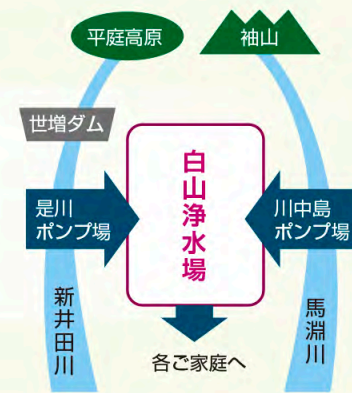 平庭高原
袖山
世増ダム
白山浄水場
是川
ポンプ場
川中島
ポンプ場
新井田川
馬淵川
各ご家庭へ